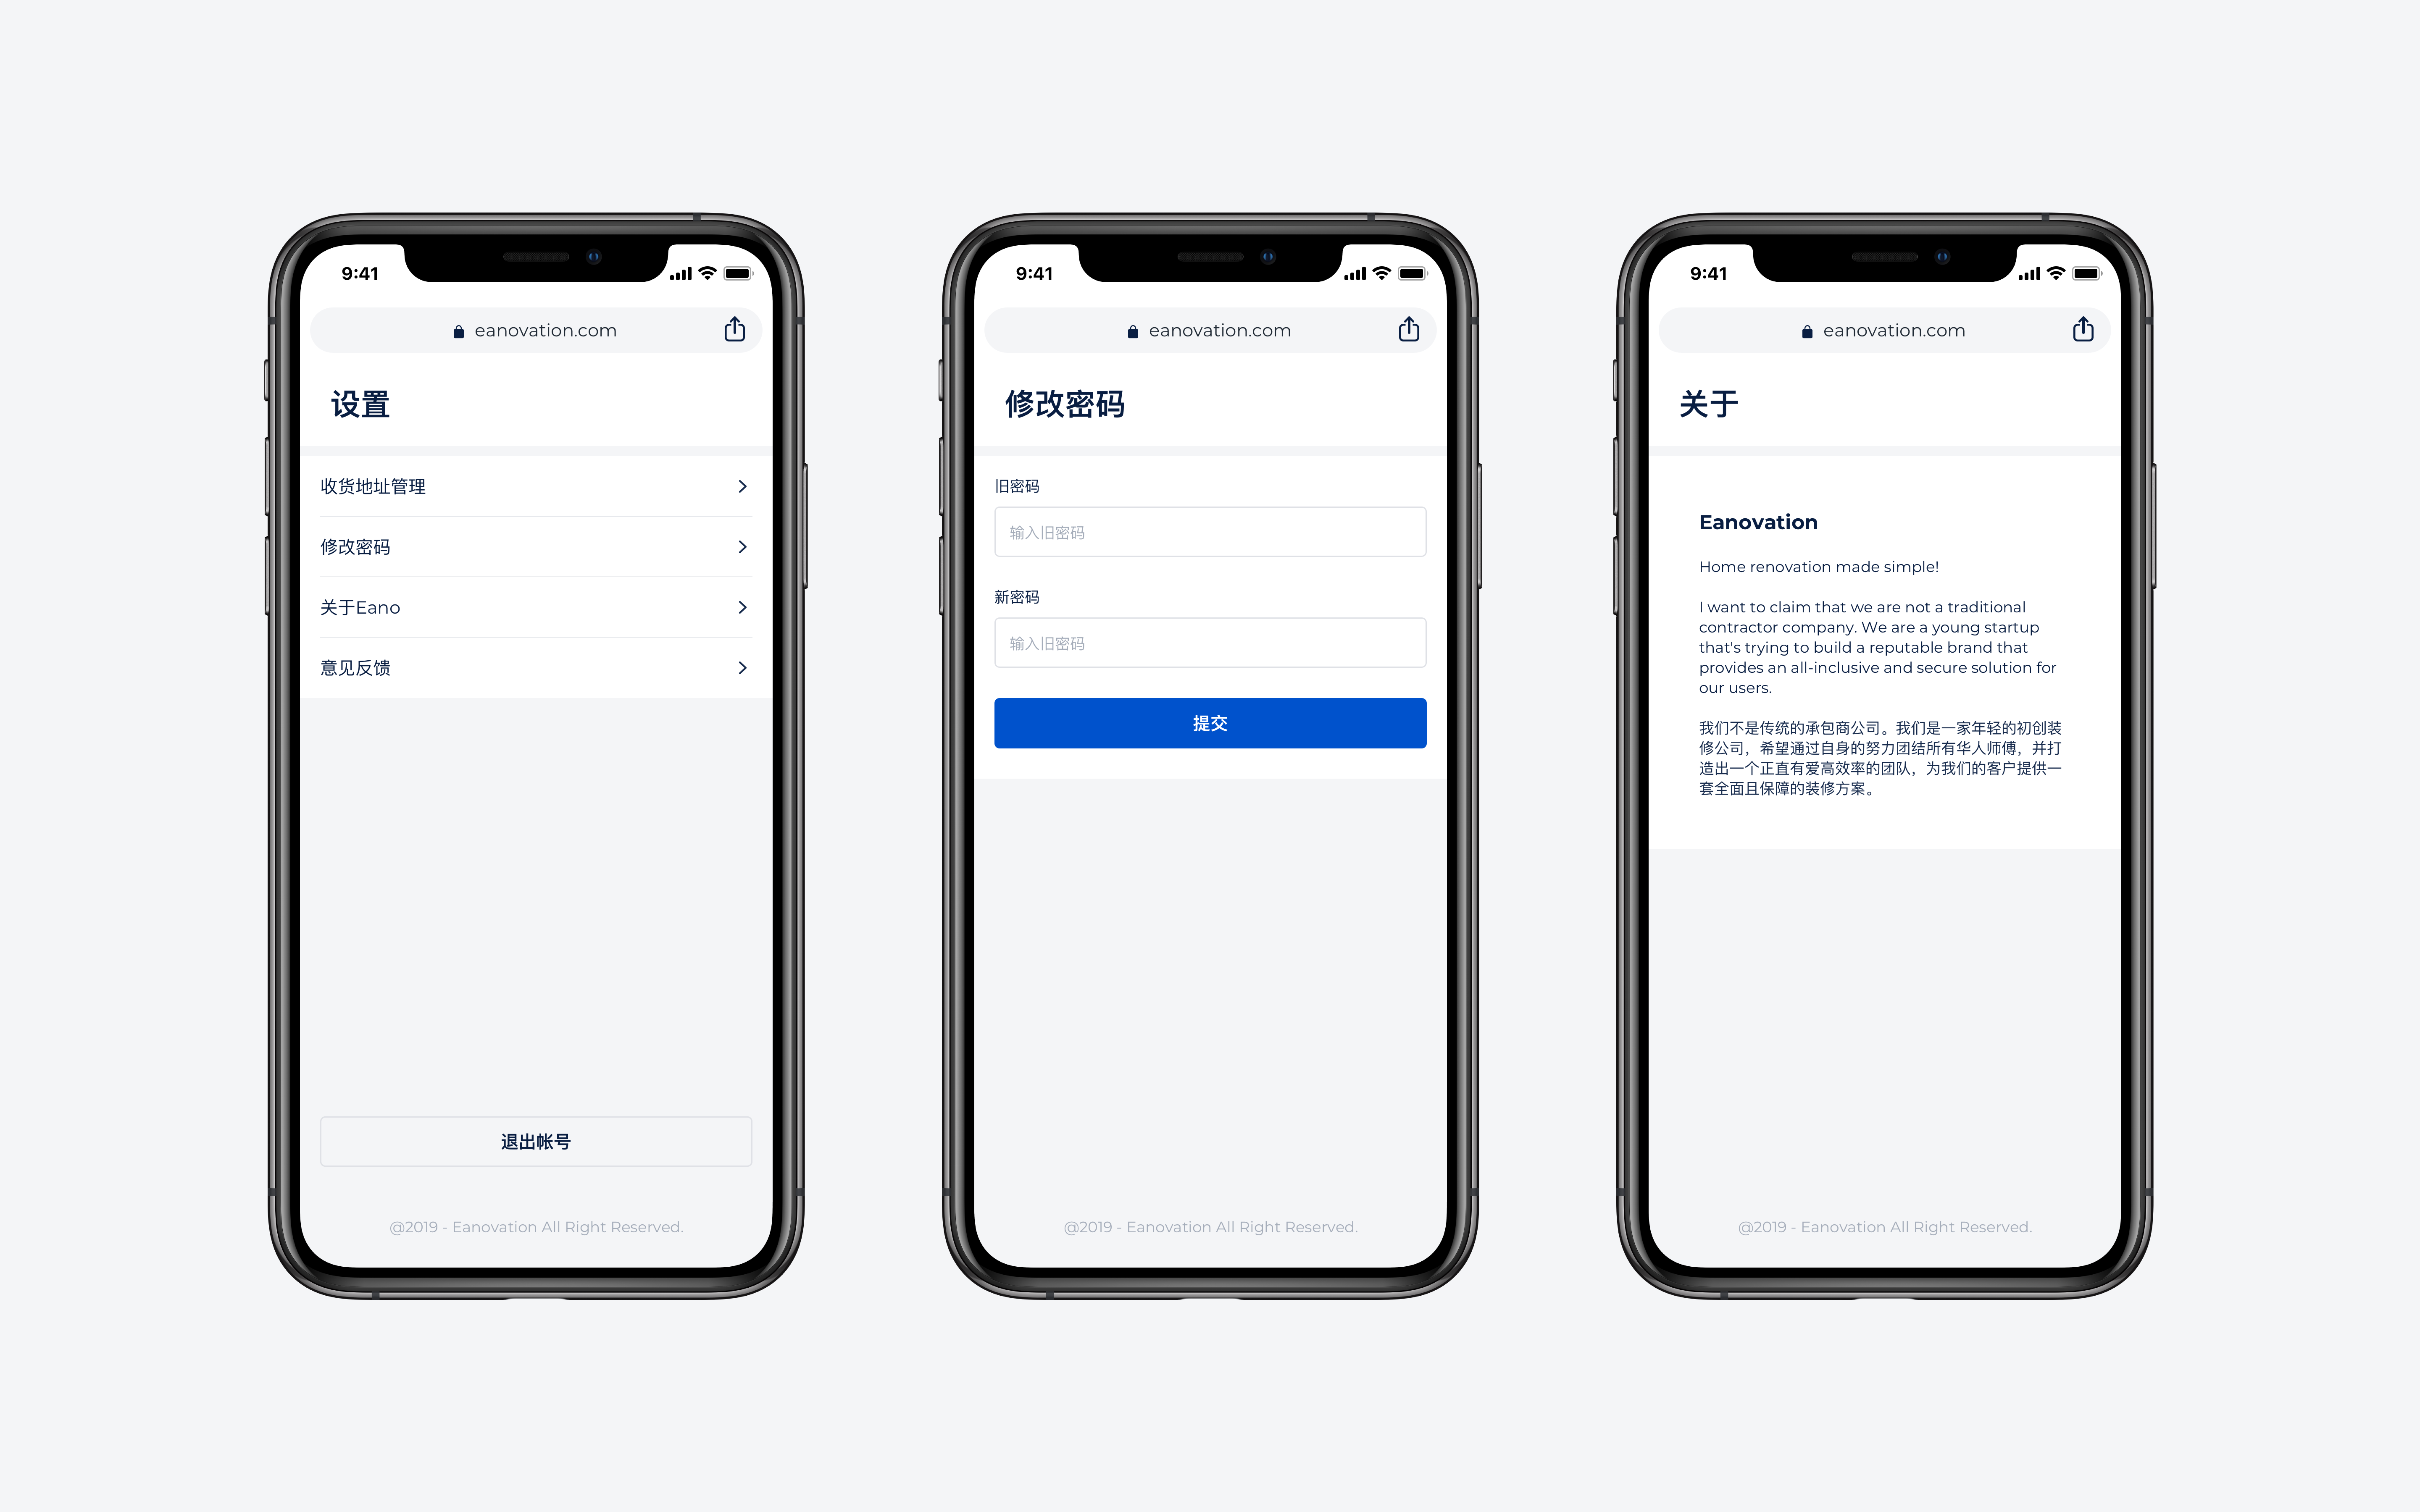 9:41
eanovation.com
设置
收货地址管理
修改密码
关于Eano
意见反馈
退出帐号
@2019 - Eanovation All Right Reserved.
9:41
eanovation.com
修改密码
旧密码
输入旧密码
新密码
输入旧密码
提交
@2019 - Eanovation All Right Reserved.
9:41
eanovation.com
关于
Eanovation
Home renovation made simple!
I want to claim that we are not a traditional
contractor company. We are a young startup
that's trying to build a reputable brand that
provides an all-inclusive and secure solution for
our users.
我们不是传统的承包商公司。我们是一家年轻的初创装
修公司，希望通过自身的努力团结所有华人师傅，并打
造出一个正直有爱高效率的团队，为我们的客户提供一
套全面且保障的装修方案。
@2019 - Eanovation All Right Reserved.